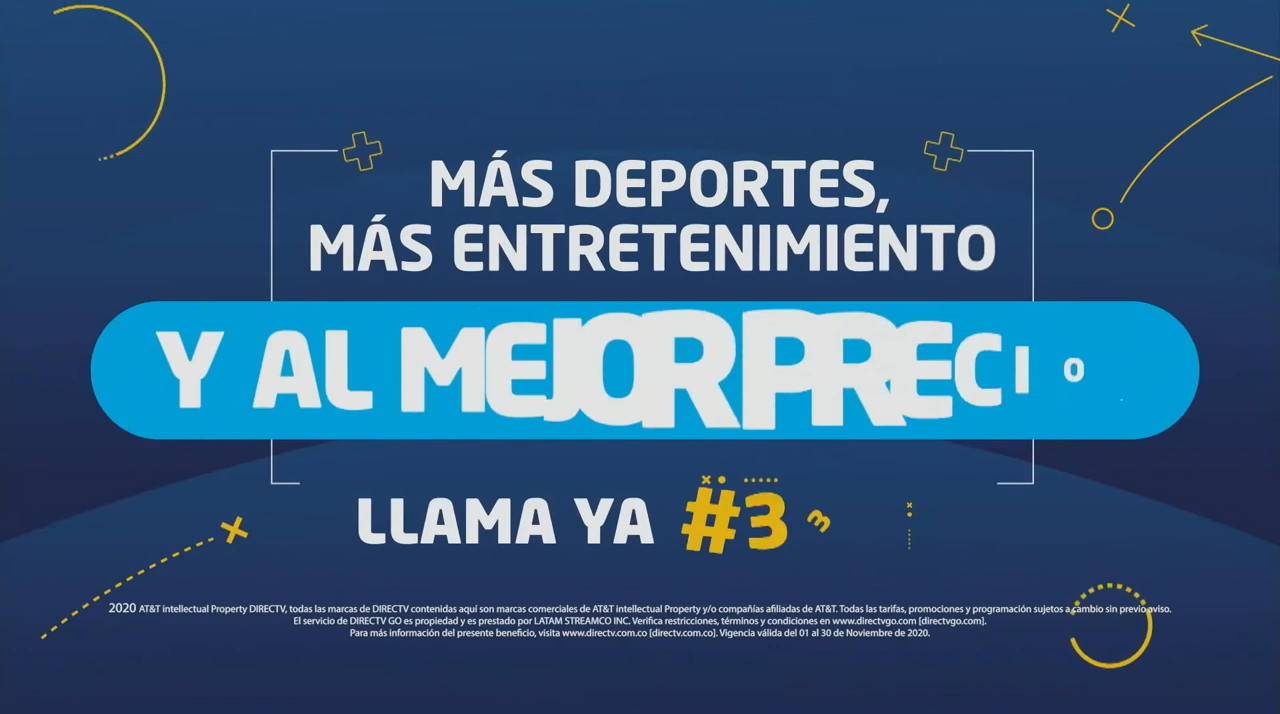 MÁS DEPORTES,
MÁS ENTRETENIMIENTO
Y AL MEJOR PRECIO
LLAMA YA #3 3
2020 AT&T intellectual Property DIRECTV, todas las marcas de DIRECTV contenidas aquí son marcas comerciales de AT&T intellectual Property y/o compañías afiliadas de AT&T. Todas las tarifas, promociones y programación sujetos a cambio sin previo aviso.
El servicio de DIRECTV GO es propiedad y es prestado por LATAM STREAMCO INC. Verifica restricciones, términos y condiciones en www.directvgo.com [directvgo.com].
Para más información del presente beneficio, visita www.directv.com.co [directv.com.co]. Vigencia válida del 01 al 30 de Noviembre de 2020.